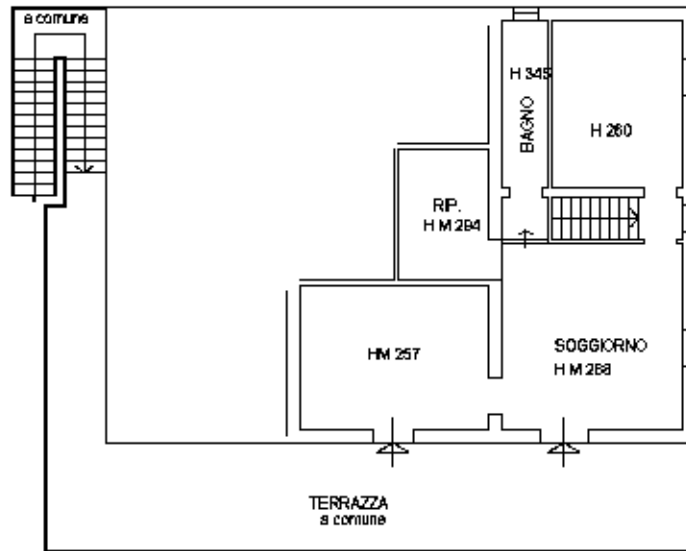 a comune
H 345
BAGNO
H 260
RIP.
H M 294
HM 257
SOGGIORNO
H M 268
TERRAZZA
a comune